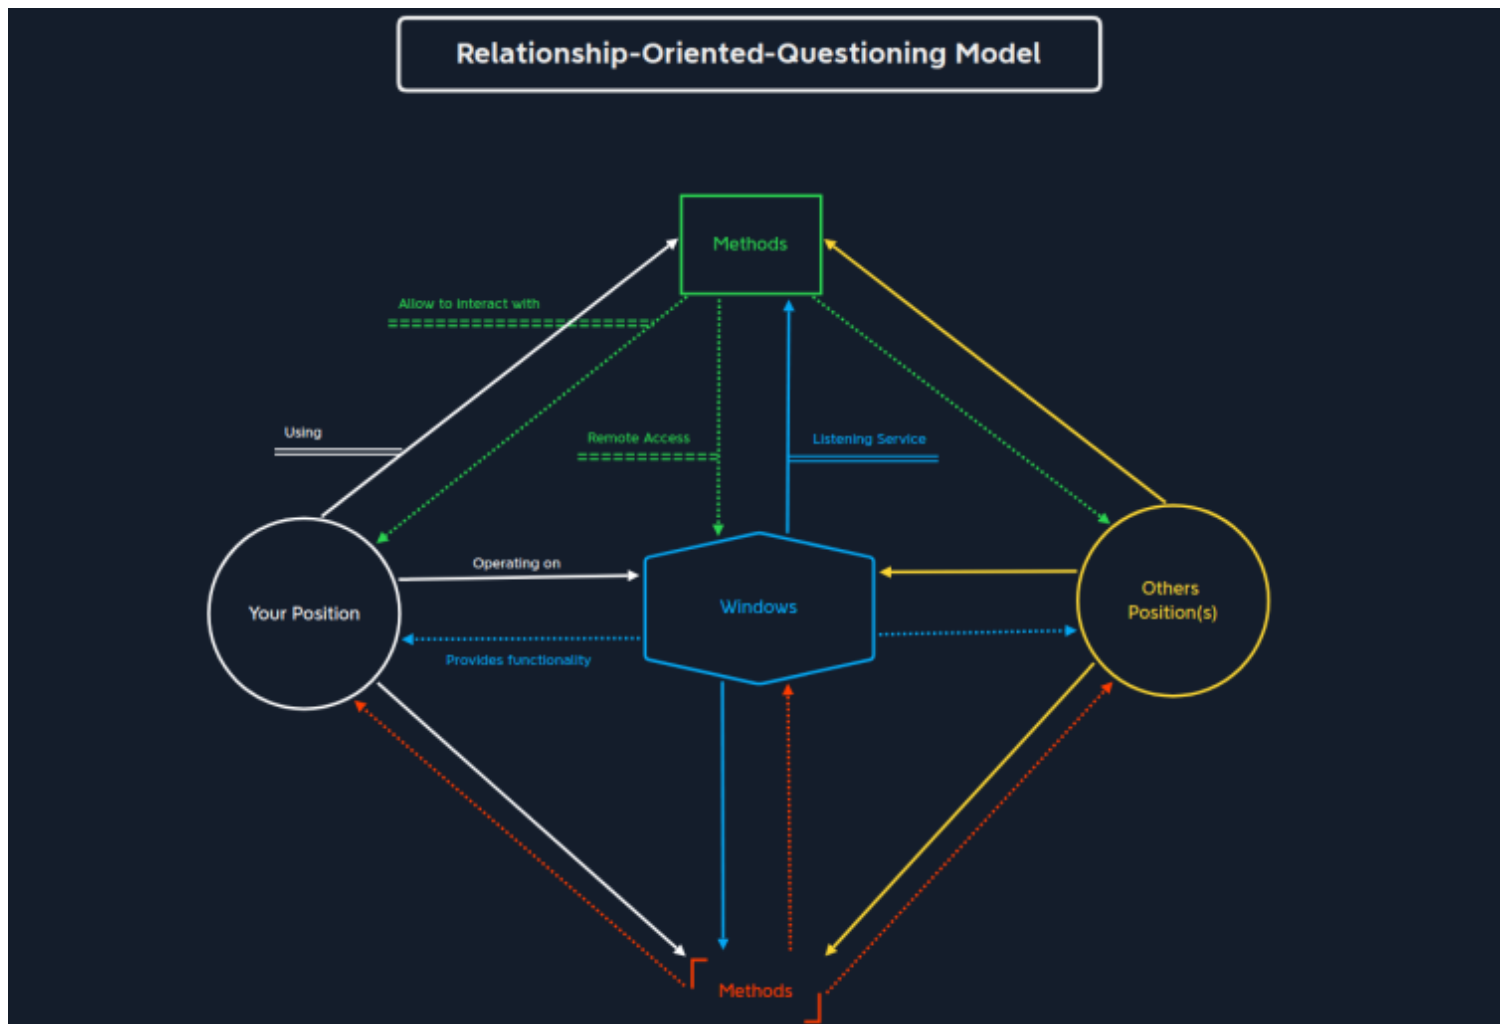 Relationship-Oriented-Questioning Model
Methods
Allow to interact with
Using
Remote Access
Listening Service
Operating on
Your Position
Windows
Others
Position(s)
Provides functionality
Methods